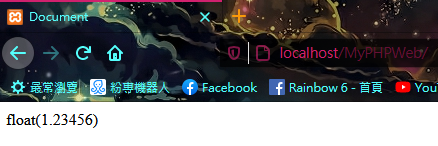 Document
localhost/MyPHPWeb/
最常瀏覽 粉專機器人 Facebook Rainbow 6 - 首頁 You
float(1.23456)